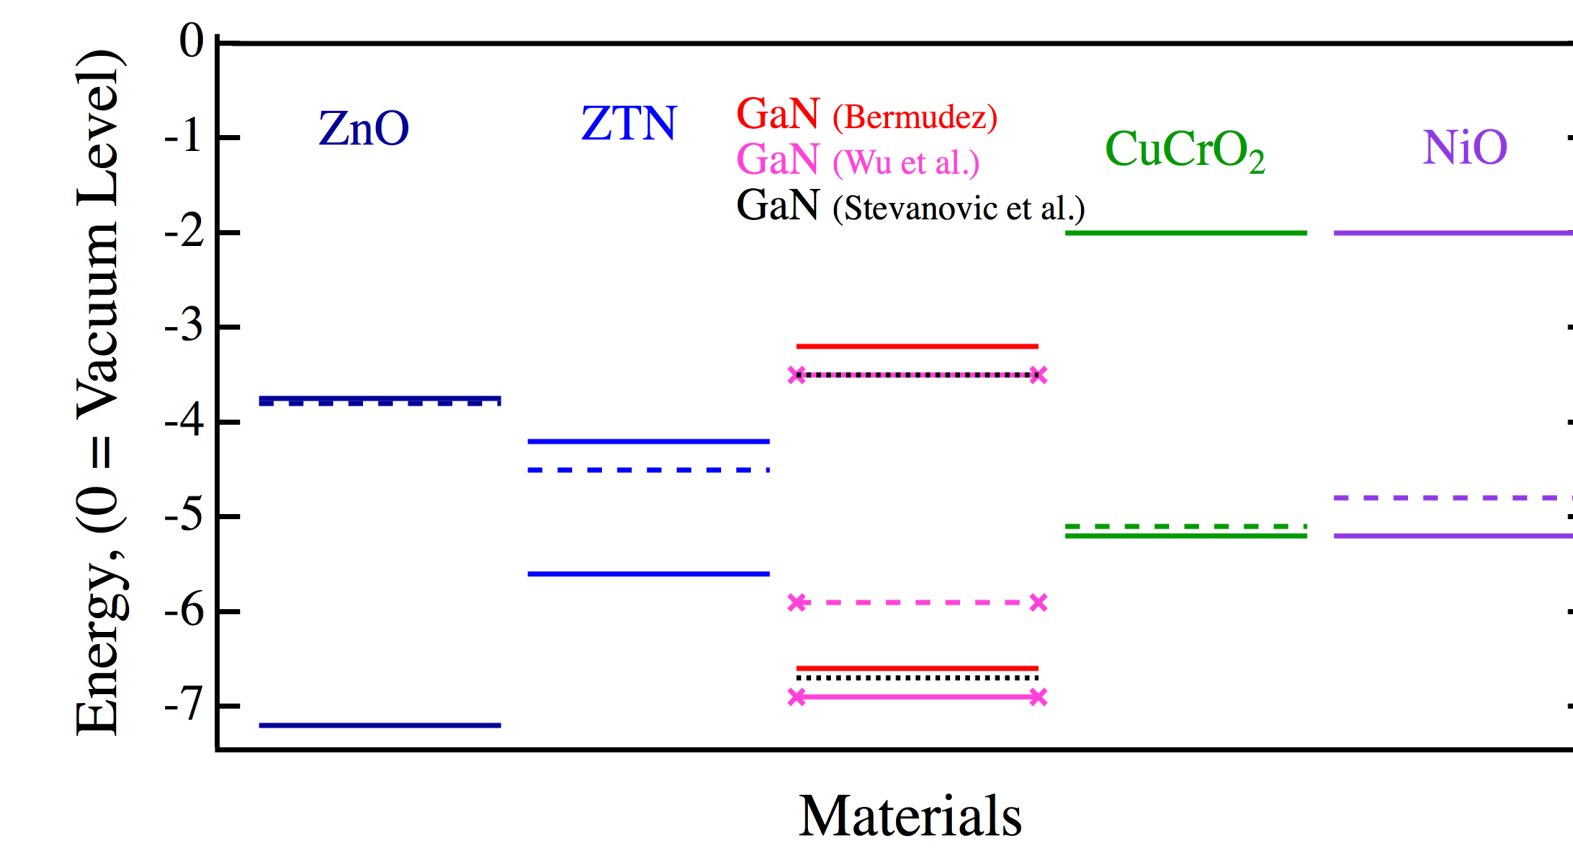 0
-1
-2
-3
-4
-5
-6
-7
Energy, (0 = Vacuum Level)
ZnO
ZTN
GaN (Bermudez)
GaN (Wu et al.)
GaN (Stevanovic et al.)
CuCrO₂
NiO
Materials